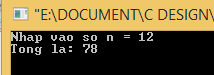 "E:\DOCUMENT\C DESIGN\
Nhap vao so n = 12
Tong la: 78